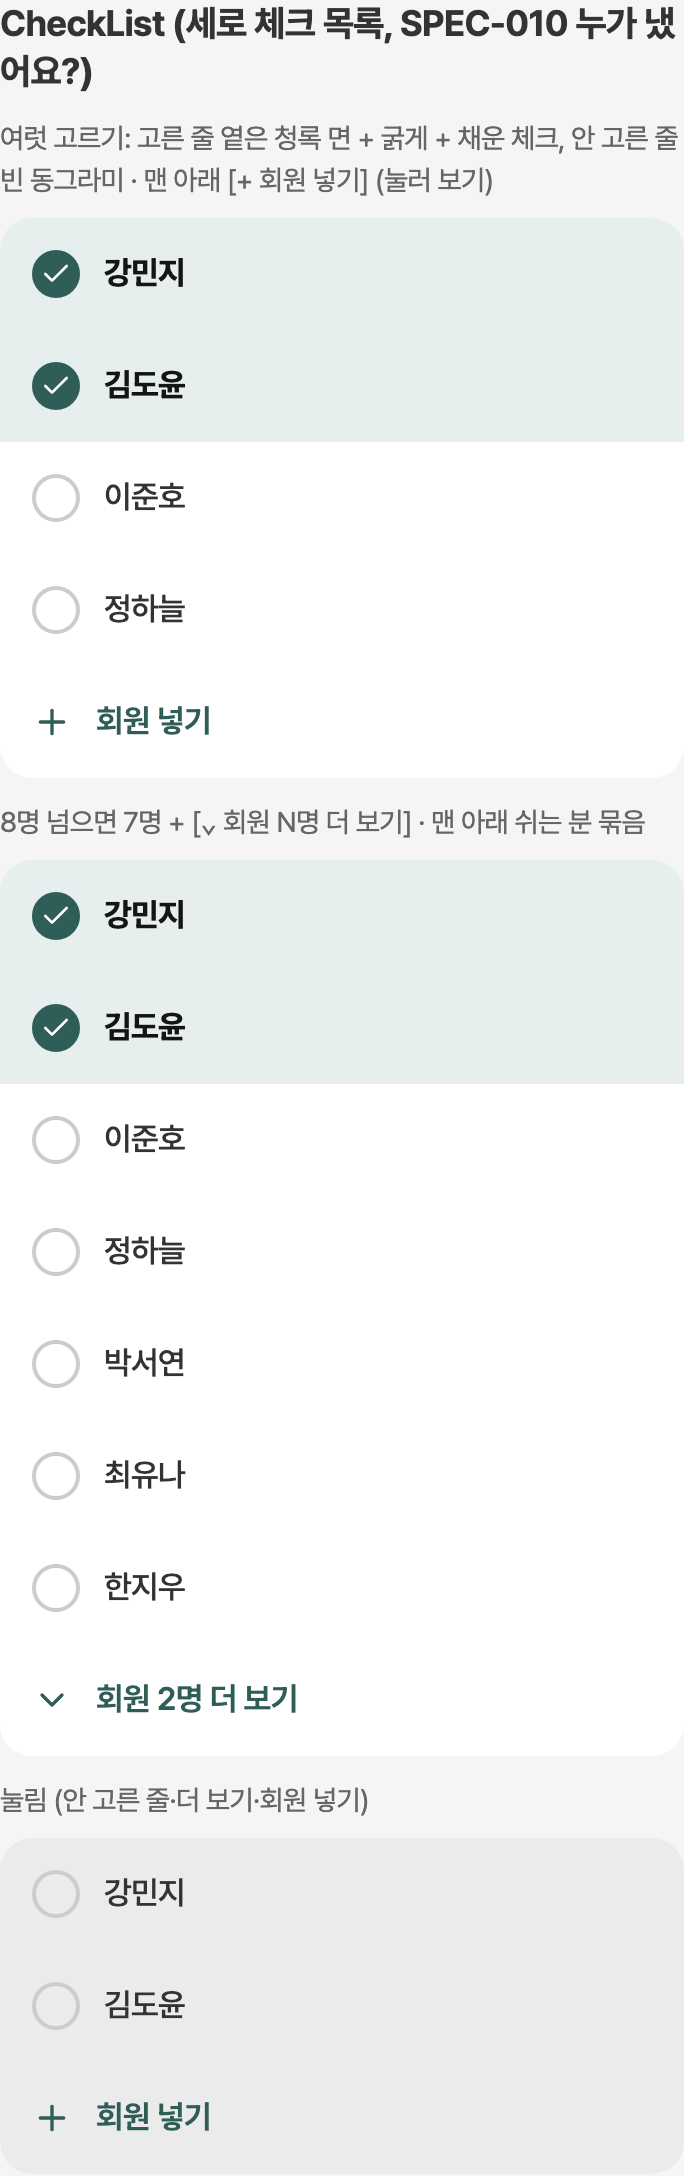 CheckList (세로 체크 목록, SPEC-010 누가 냈
어요?)
여럿 고르기: 고른 줄 옅은 청록 면 + 굵게 + 채운 체크, 안 고른 줄
빈 동그라미 · 맨 아래 [+ 회원 넣기] (눌러 보기)
강민지
김도윤
이준호
정하늘
+ 회원 넣기
8명 넘으면 7명 + [⌄ 회원 N명 더 보기] · 맨 아래 쉬는 분 묶음
강민지
김도윤
이준호
정하늘
박서연
최유나
한지우
회원 2명 더 보기
눌림 (안 고른 줄·더 보기·회원 넣기)
강민지
김도윤
+ 회원 넣기